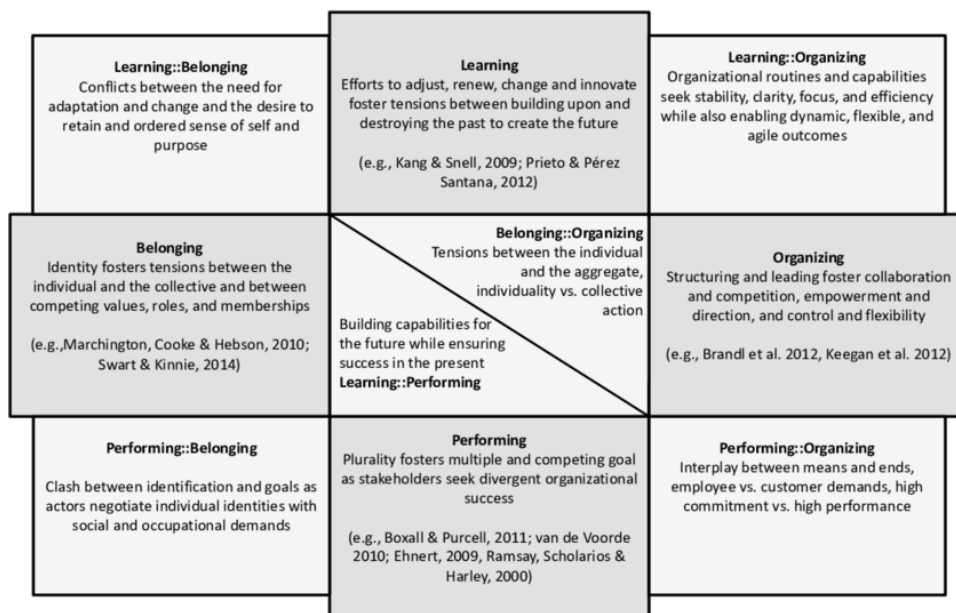 Learning::Belonging
Conflicts between the need for
adaptation and change and the desire to
retain and ordered sense of self and
purpose
Learning
Efforts to adjust, renew, change and innovate
foster tensions between building upon and
destroying the past to create the future
(e.g., Kang & Snell, 2009; Prieto & Pérez
Santana, 2012)
Learning::Organizing
Organizational routines and capabilities
seek stability, clarity, focus, and efficiency
while also enabling dynamic, flexible, and
agile outcomes
Belonging
Identity fosters tensions between the
individual and the collective and between
competing values, roles, and memberships
(e.g.,Marchington, Cooke & Hebson, 2010;
Swart & Kinnie, 2014)
Belonging::Organizing
Tensions between the individual
and the aggregate,
individuality vs. collective
action
Building capabilities for
the future while ensuring
success in the present
Learning::Performing
Organizing
Structuring and leading foster collaboration
and competition, empowerment and
direction, and control and flexibility
(e.g., Brandl et al. 2012, Keegan et al. 2012)
Performing::Belonging
Clash between identification and goals as
actors negotiate individual identities with
social and occupational demands
Performing
Plurality fosters multiple and competing goal
as stakeholders seek divergent organizational
success
(e.g., Boxall & Purcell, 2011; van de Voorde
2010; Ehnert, 2009, Ramsay, Scholarios &
Harley, 2000)
Performing::Organizing
Interplay between means and ends,
employee vs. customer demands, high
commitment vs. high performance